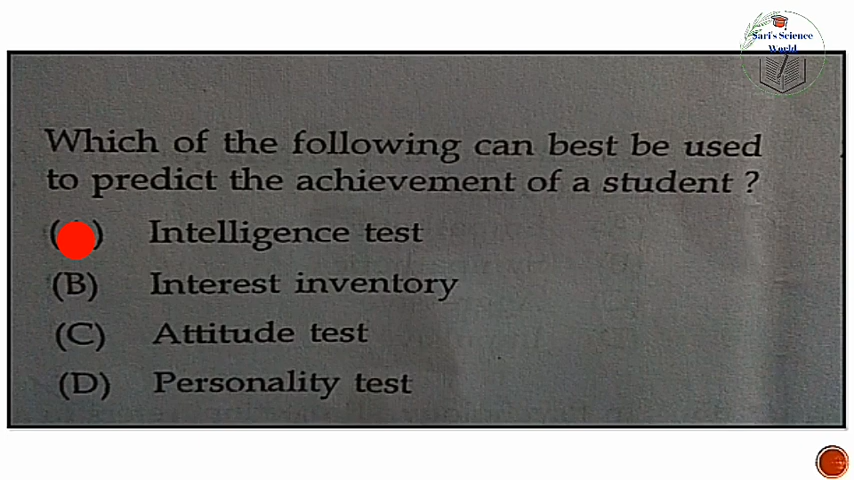 Sari's Science
World
Which of the following can best be used
to predict the achievement of a student ?
( ) Intelligence test
(B) Interest inventory
(C) Attitude test
(D) Personality test